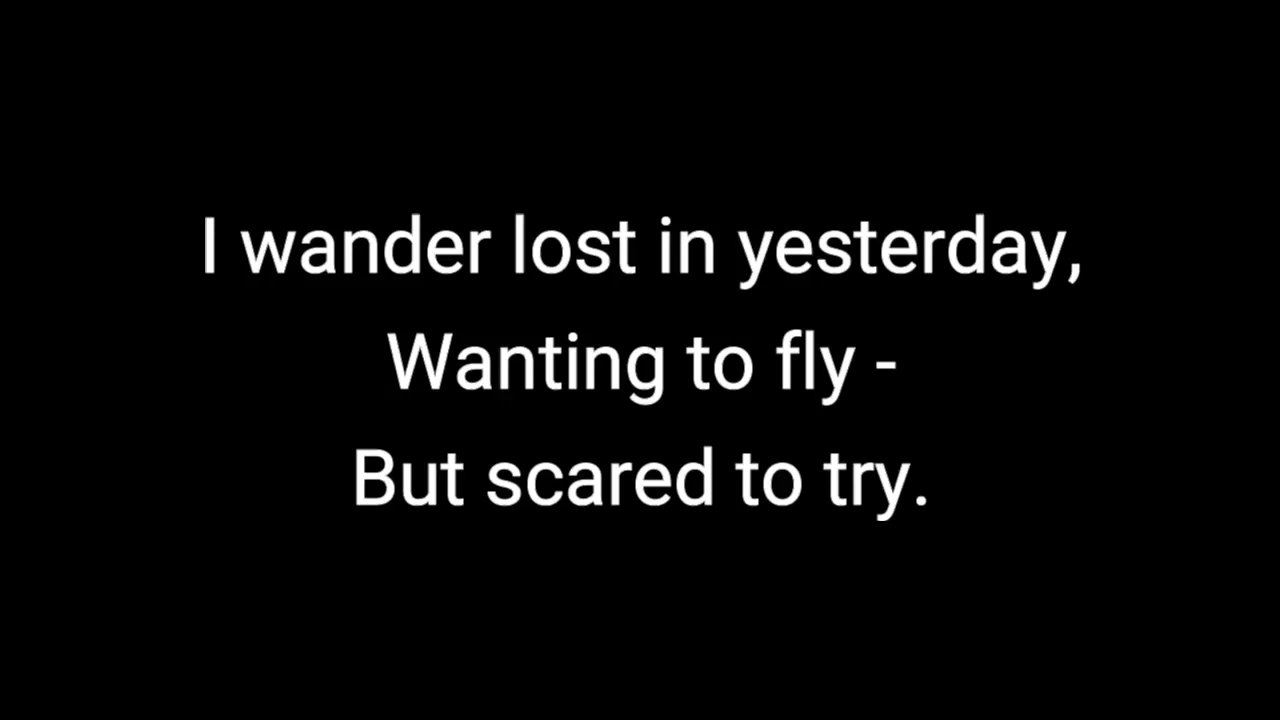 I wander lost in yesterday,
Wanting to fly -
But scared to try.